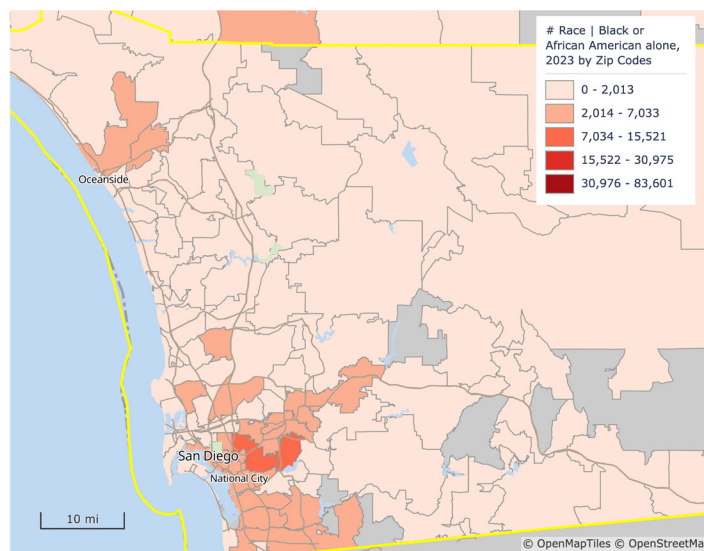 # Race | Black or
African American alone,
2023 by Zip Codes
0 - 2,013
2,014 - 7,033
7,034 - 15,521
15,522 - 30,975
30,976 - 83,601
Oceanside
San Diego
National City
10 mi
© OpenMapTiles © OpenStreetMa